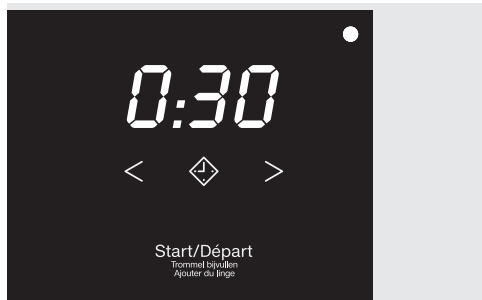 0:30
< >
Start/Départ
Trommel bijvullen
Ajouter du linge